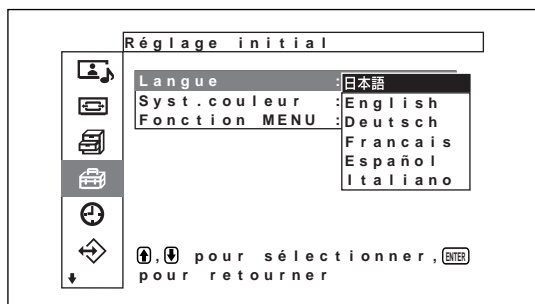 Réglage initial
Langue :日本語
Syst.couleur :English
Fonction MENU :Deutsch
Francais
Español
Italiano
, pour sélectionner, ENTER
pour retourner